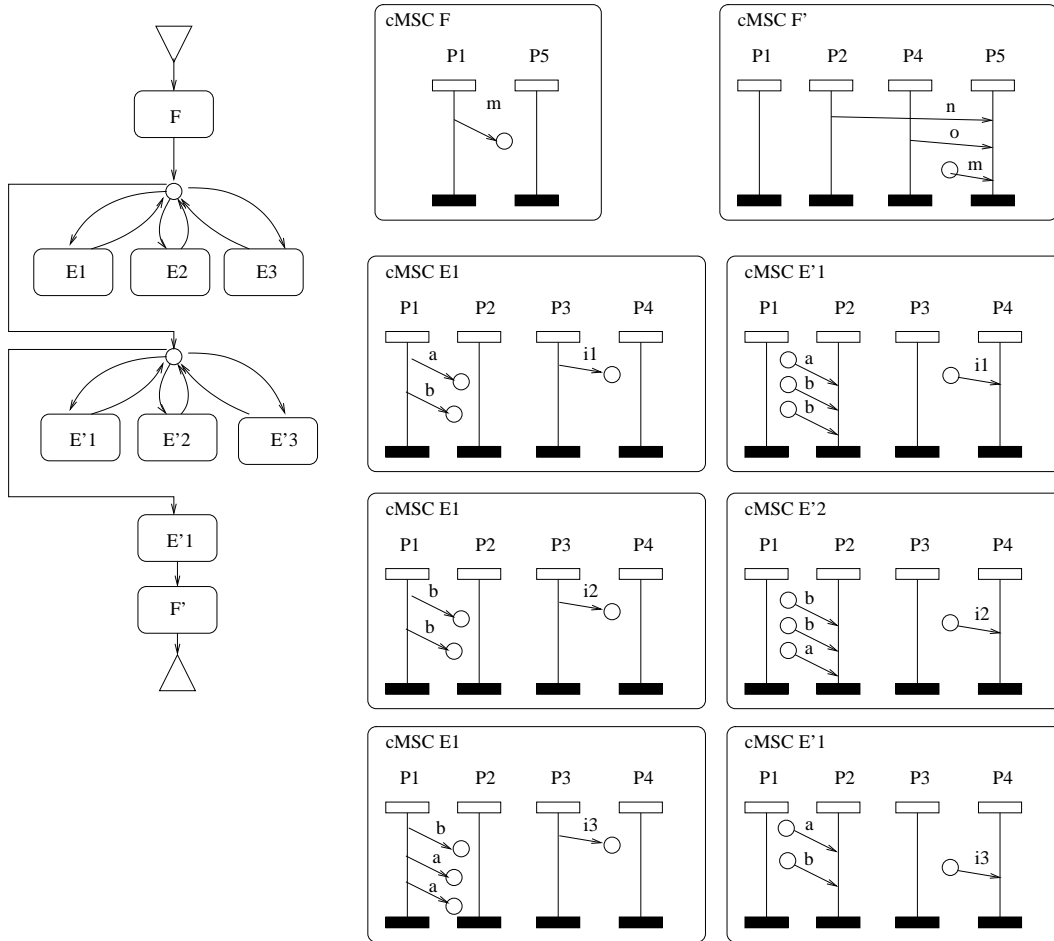 F
E1 E2 E3
E'1 E'2 E'3
E'1
F'
cMSC F
P1 P5
m
cMSC F'
P1 P2 P4 P5
n
o
m
cMSC E1
P1 P2 P3 P4
a
b
i1
cMSC E'1
P1 P2 P3 P4
a
b
b
i1
cMSC E1
P1 P2 P3 P4
b
b
i2
cMSC E'2
P1 P2 P3 P4
b
b
a
i2
cMSC E1
P1 P2 P3 P4
b
a
a
i3
cMSC E'1
P1 P2 P3 P4
a
b
i3